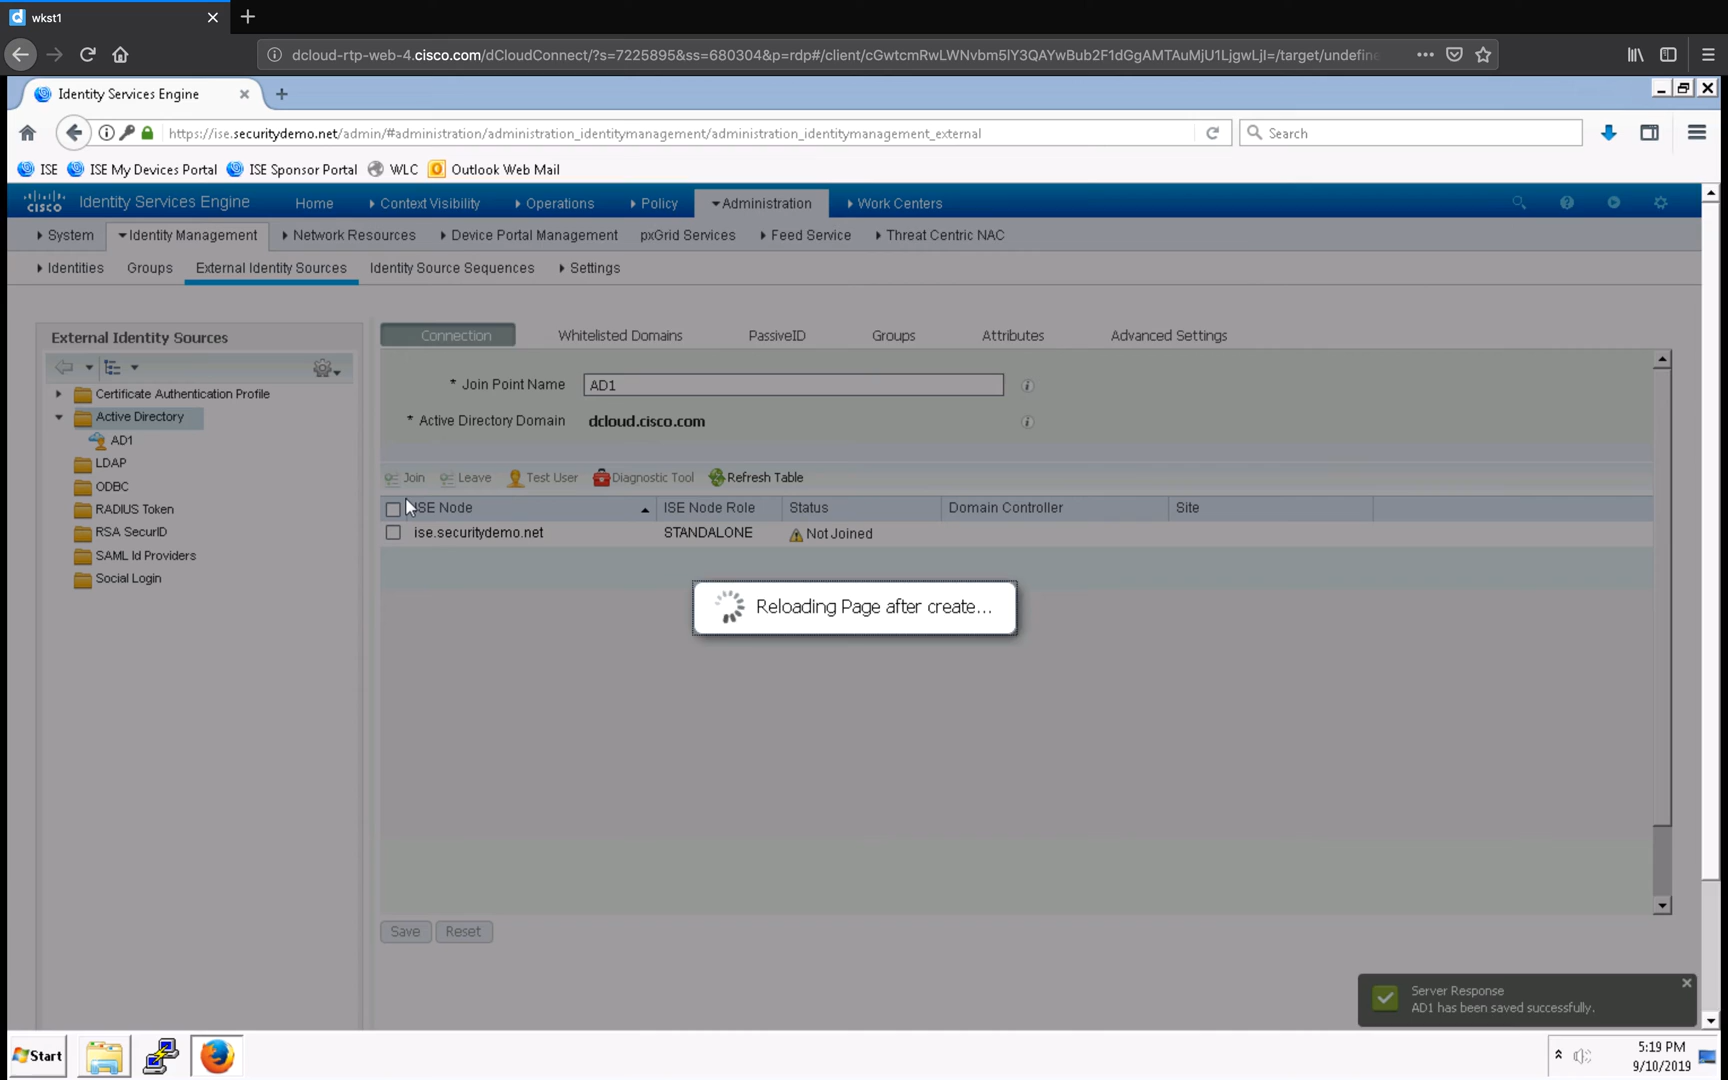 wkst1
dcloud-rtp-web-4.cisco.com/dCloudConnect/?s=7225895&ss=680304&p=rdp#/client/
Identity Services Engine
https://ise.securitydemo.net/admin/#administration/administration_identitymanagement/administration_identitymanagement_external
Search
ISE ISE My Devices Portal ISE Sponsor Portal WLC Outlook Web Mail
CISCO Identity Services Engine Home Context Visibility Operations Policy Administration Work Centers
System Identity Management Network Resources Device Portal Management pxGrid Services Feed Service Threat Centric NAC
Identities Groups External Identity Sources Identity Source Sequences Settings
External Identity Sources
Certificate Authentication Profile
Active Directory
AD1
LDAP
ODBC
RADIUS Token
RSA SecurID
SAML Id Providers
Social Login
Connection Whitelisted Domains PassiveID Groups Attributes Advanced Settings
* Join Point Name AD1
* Active Directory Domain dcloud.cisco.com
Join Leave Test User Diagnostic Tool Refresh Table
ISE Node ISE Node Role Status Domain Controller Site
ise.securitydemo.net STANDALONE Not Joined
Reloading Page after create...
Save Reset
Server Response
AD1 has been saved successfully.
Start
5:19 PM
9/10/2019